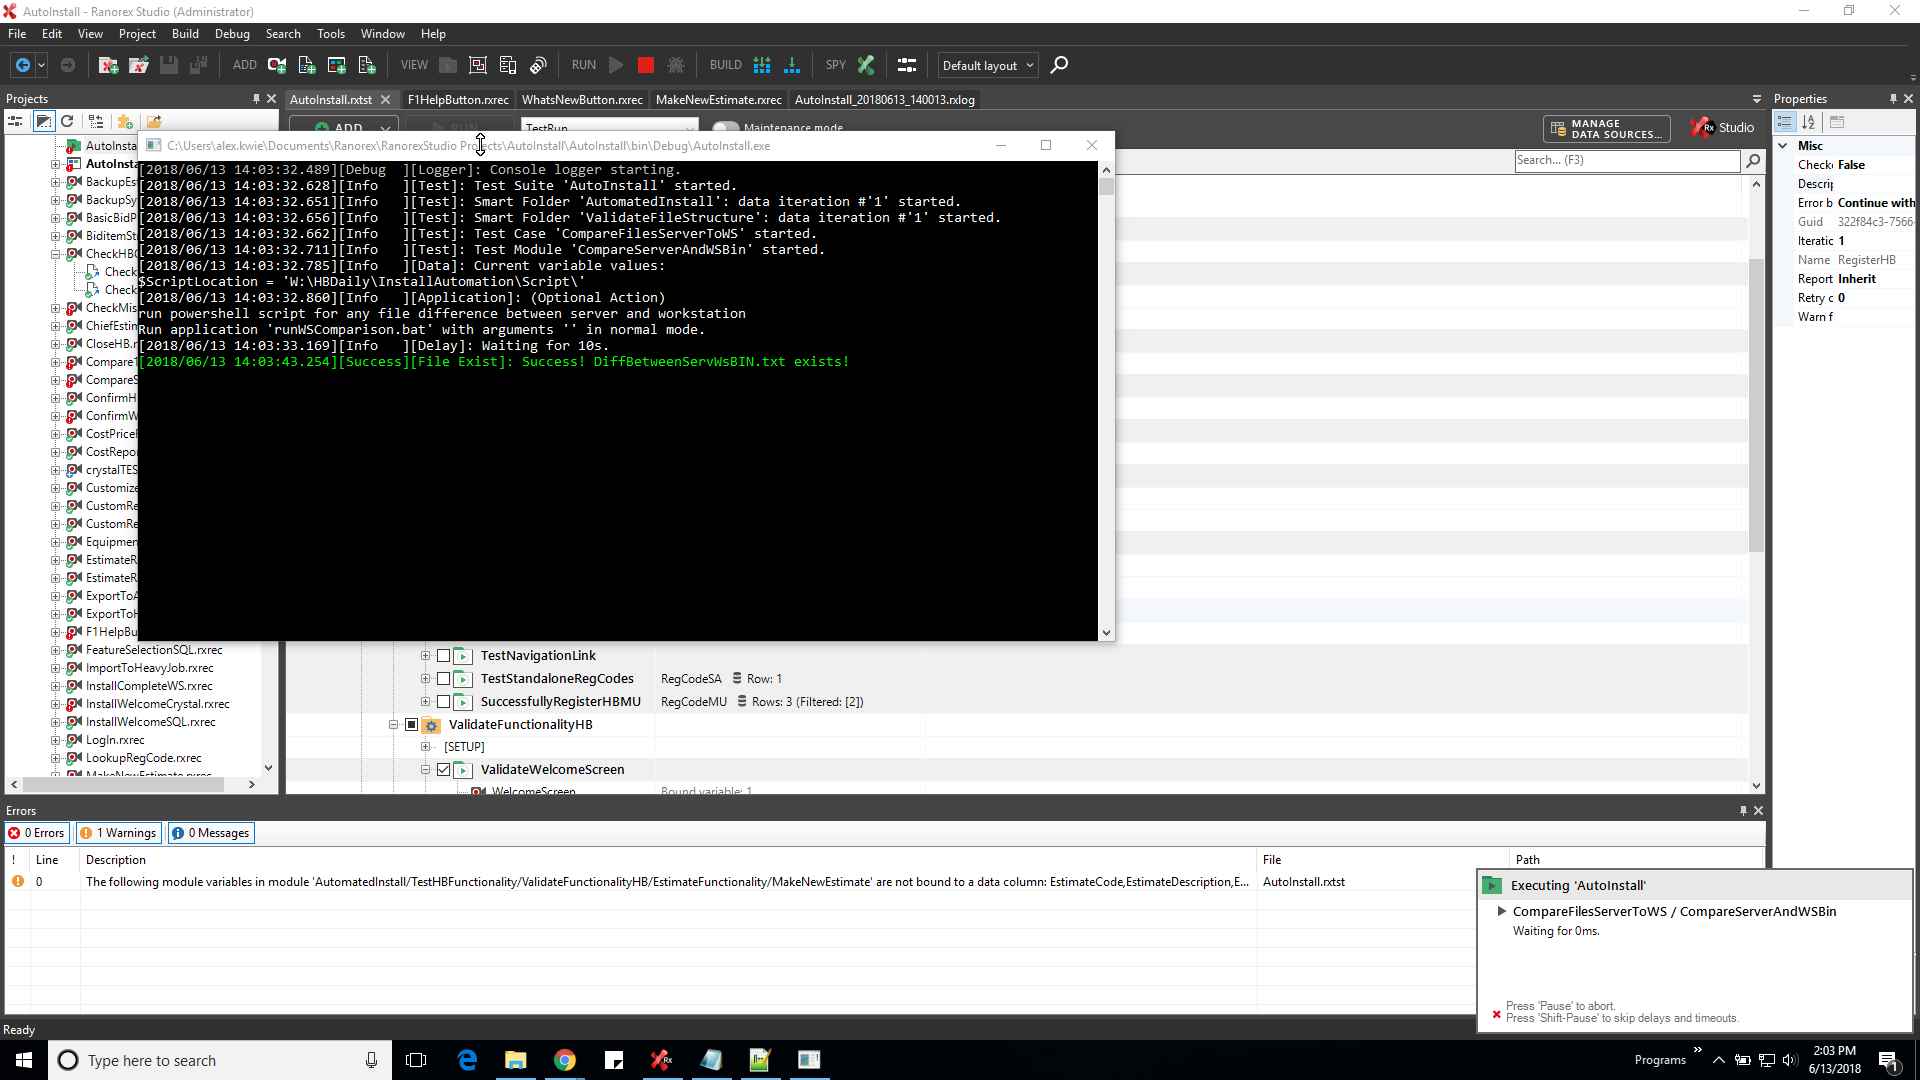 AutoInstall - Ranorex Studio (Administrator)
File Edit View Project Build Debug Search Tools Window Help
ADD VIEW RUN BUILD SPY Default layout
Projects
AutoInstall.rxtst F1HelpButton.rxrec WhatsNewButton.rxrec MakeNewEstimate.rxrec AutoInstall_20180613_140013.rxlog
Properties
ADD RUN TestRun Maintenance mode
MANAGE
DATA SOURCES...
Studio
Search... (F3)
C:\Users\alex.kwie\Documents\Ranorex\RanorexStudio Projects\AutoInstall\AutoInstall\bin\Debug\AutoInstall.exe
[2018/06/13 14:03:32.489][Debug ][Logger]: Console logger starting.
[2018/06/13 14:03:32.628][Info ][Test]: Test Suite 'AutoInstall' started.
[2018/06/13 14:03:32.651][Info ][Test]: Smart Folder 'AutomatedInstall': data iteration #'1' started.
[2018/06/13 14:03:32.656][Info ][Test]: Smart Folder 'ValidateFileStructure': data iteration #'1' started.
[2018/06/13 14:03:32.662][Info ][Test]: Test Case 'CompareFilesServerToWS' started.
[2018/06/13 14:03:32.711][Info ][Test]: Test Module 'CompareServerAndWSBin' started.
[2018/06/13 14:03:32.785][Info ][Data]: Current variable values:
$ScriptLocation = 'W:\HBDaily\InstallAutomation\Script\'
[2018/06/13 14:03:32.860][Info ][Application]: (Optional Action)
run powershell script for any file difference between server and workstation
Run application 'runWSComparison.bat' with arguments '' in normal mode.
[2018/06/13 14:03:33.169][Info ][Delay]: Waiting for 10s.
[2018/06/13 14:03:43.254][Success][File Exist]: Success! DiffBetweenServWsBIN.txt exists!
AutoInsta
AutoInsta
BackupEs
BackupSy
BasicBidP
BiditemSt
CheckHBC
Check
Check
CheckMis
ChiefEstim
CloseHB.r
Compare1
CompareS
ConfirmH
ConfirmW
CostPriceI
CostRepo
crystalTES
Customize
CustomRe
CustomRe
Equipmen
EstimateR
EstimateR
ExportToA
ExportToH
F1HelpBu
FeatureSelectionSQL.rxrec
ImportToHeavyJob.rxrec
InstallCompleteWS.rxrec
InstallWelcomeCrystal.rxrec
InstallWelcomeSQL.rxrec
LogIn.rxrec
LookupRegCode.rxrec
MakeNewEstimate.rxrec
Misc
Checke False
Descrip
Error b Continue with
Guid 322f84c3-7566
Iteratic 1
Name RegisterHB
Report Inherit
Retry c 0
Warn f
TestNavigationLink
TestStandaloneRegCodes RegCodeSA Row: 1
SuccessfullyRegisterHBMU RegCodeMU Rows: 3 (Filtered: [2])
ValidateFunctionalityHB
[SETUP]
ValidateWelcomeScreen
WelcomeScreen Bound variable: 1
Errors
0 Errors 1 Warnings 0 Messages
! Line Description File Path
0 The following module variables in module 'AutomatedInstall/TestHBFunctionality/ValidateFunctionalityHB/EstimateFunctionality/MakeNewEstimate' are not bound to a data column: EstimateCode,EstimateDescription,E... AutoInstall.rxtst
Executing 'AutoInstall'
CompareFilesServerToWS / CompareServerAndWSBin
Waiting for 0ms.
Press 'Pause' to abort.
Press 'Shift-Pause' to skip delays and timeouts.
Ready
Type here to search
Programs
2:03 PM
6/13/2018
1